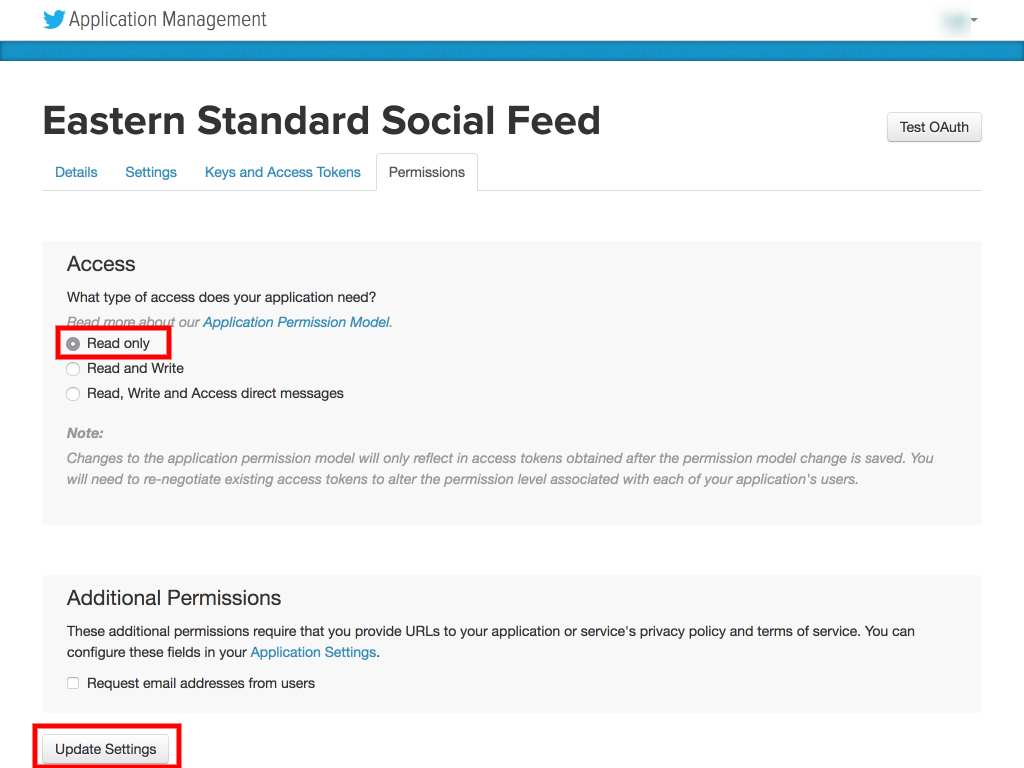 Application Management
Eastern Standard Social Feed
Test OAuth
Details Settings Keys and Access Tokens Permissions
Access
What type of access does your application need?
Read more about our Application Permission Model.
Read only
Read and Write
Read, Write and Access direct messages
Note:
Changes to the application permission model will only reflect in access tokens obtained after the permission model change is saved. You
will need to re-negotiate existing access tokens to alter the permission level associated with each of your application's users.
Additional Permissions
These additional permissions require that you provide URLs to your application or service's privacy policy and terms of service. You can
configure these fields in your Application Settings.
Request email addresses from users
Update Settings